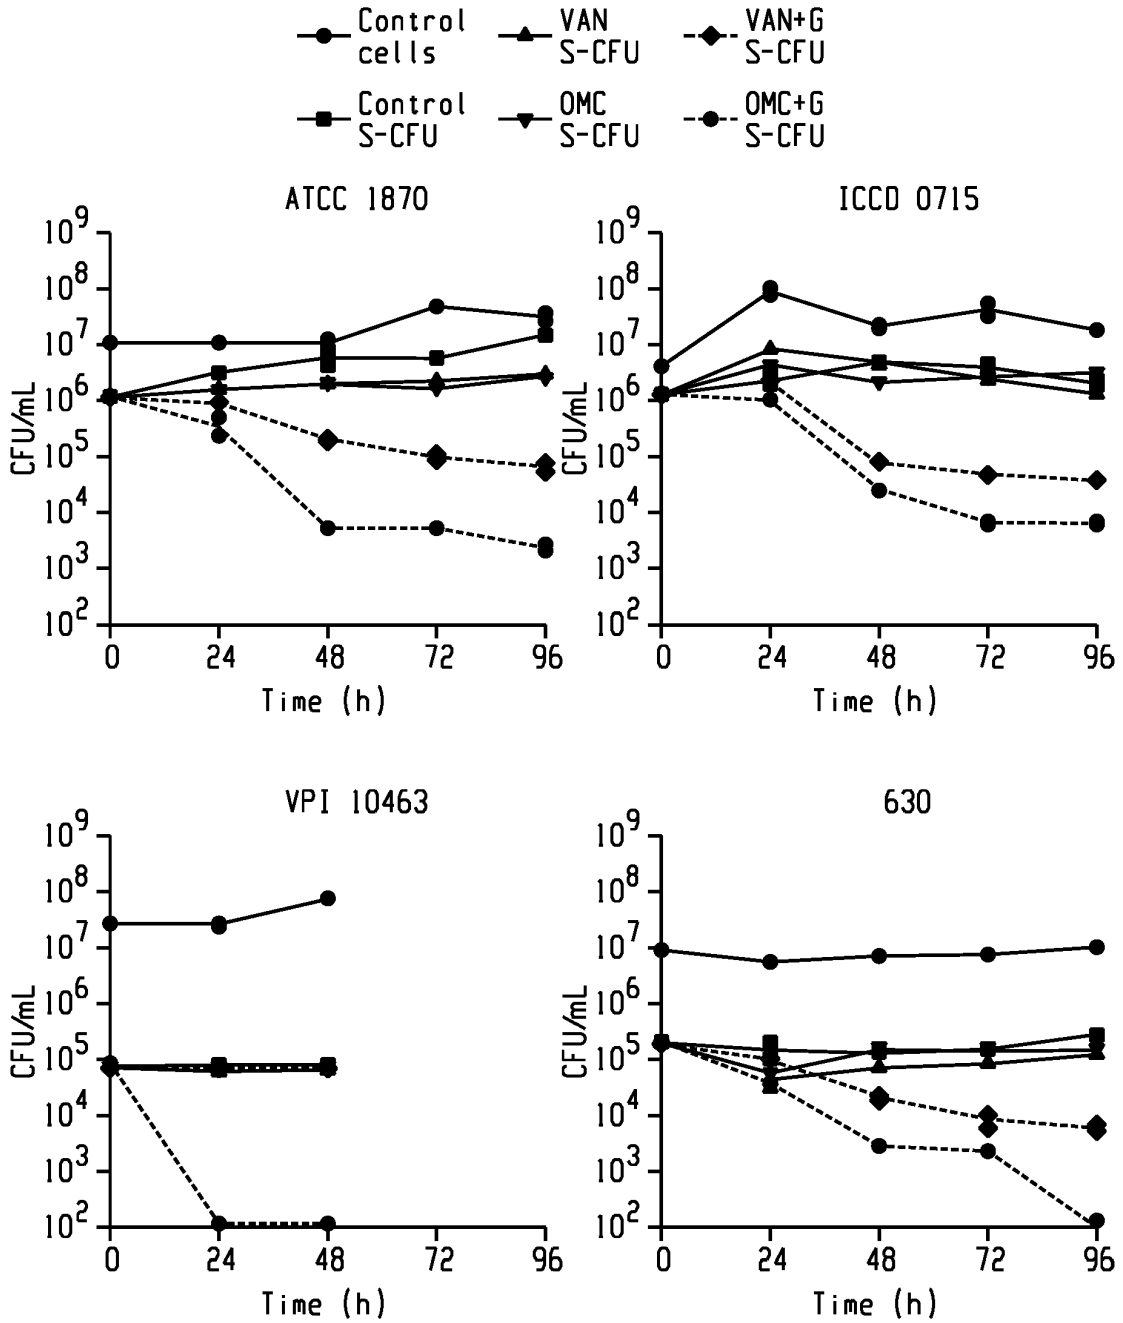 Control cells
VAN S-CFU
VAN+G S-CFU
Control S-CFU
OMC S-CFU
OMC+G S-CFU
ATCC 1870
10^9
10^8
10^7
10^6
10^5
10^4
10^3
10^2
CFU/mL
0 24 48 72 96
Time (h)
ICCD 0715
10^9
10^8
10^7
10^6
10^5
10^4
10^3
10^2
CFU/mL
0 24 48 72 96
Time (h)
VPI 10463
10^9
10^8
10^7
10^6
10^5
10^4
10^3
10^2
CFU/mL
0 24 48 72 96
Time (h)
630
10^9
10^8
10^7
10^6
10^5
10^4
10^3
10^2
CFU/mL
0 24 48 72 96
Time (h)